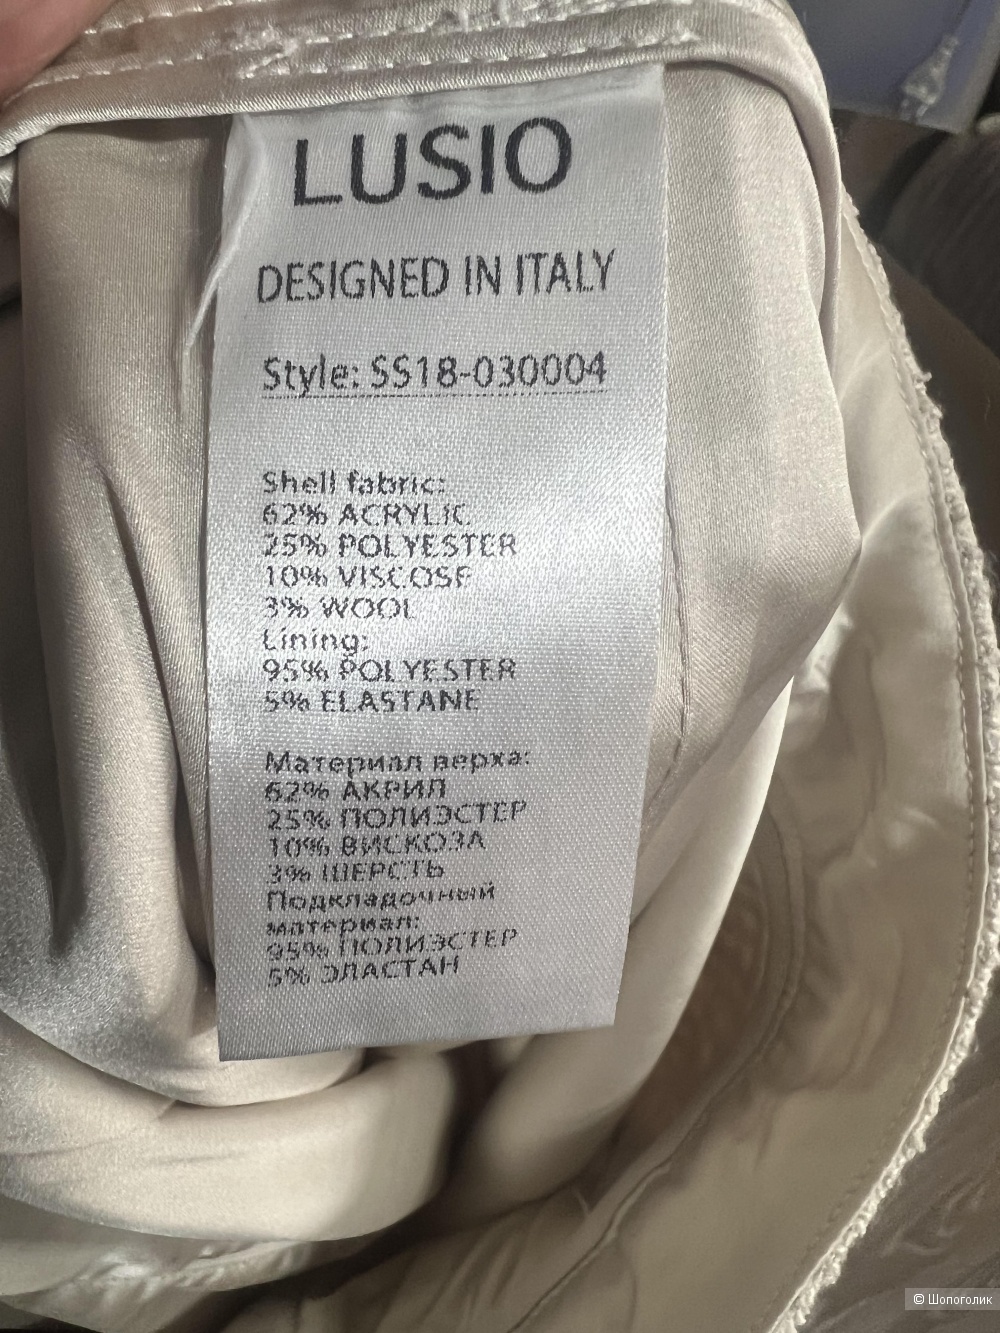 LUSIO
DESIGNED IN ITALY
Style: SS18-030004
Shell fabric:
62% ACRYLIC
25% POLYESTER
10% VISCOSE
3% WOOL
Lining:
95% POLYESTER
5% ELASTANE
Материал верха:
62% АКРИЛ
25% ПОЛИЭСТЕР
10% ВИСКОЗА
3% ШЕРСТЬ
Подкладочный
материал:
95% ПОЛИЭСТЕР
5% ЭЛАСТАН
© Шопоголик